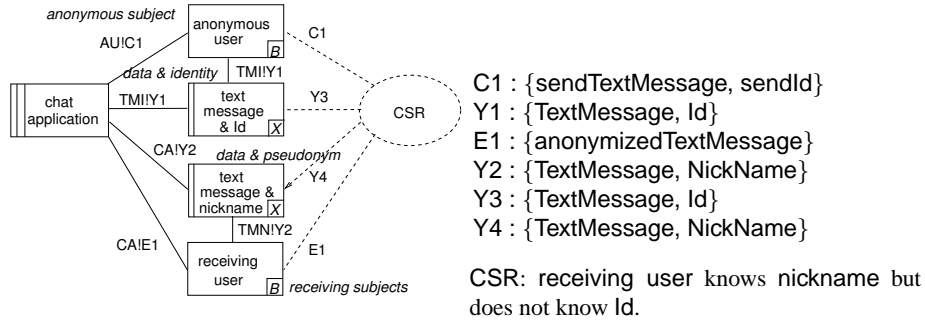 anonymous subject
anonymous
user
B
C1
AU!C1
data & identity
TMI!Y1
chat
application
TMI!Y1
text
message
& Id
X
Y3
CSR
CA!Y2
data & pseudonym
text
message &
nickname
X
Y4
TMN!Y2
CA!E1
E1
receiving
user
B
receiving subjects
C1 : {sendTextMessage, sendId}
Y1 : {TextMessage, Id}
E1 : {anonymizedTextMessage}
Y2 : {TextMessage, NickName}
Y3 : {TextMessage, Id}
Y4 : {TextMessage, NickName}
CSR: receiving user knows nickname but
does not know Id.